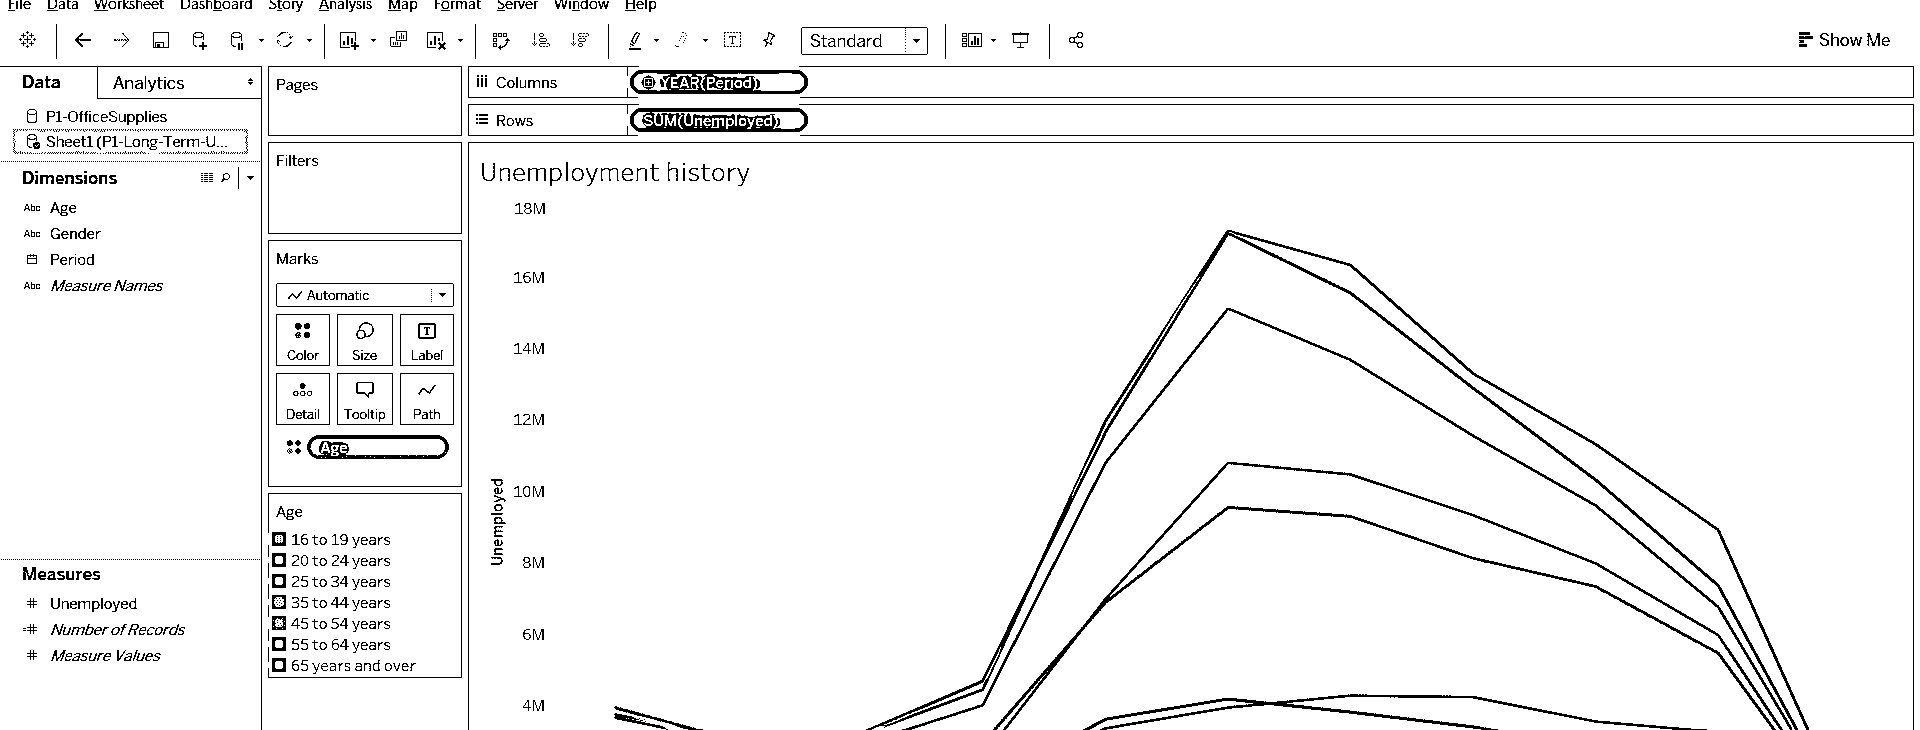 File Data Worksheet Dashboard Story Analysis Map Format Server Window Help
Standard
Show Me
Data
Analytics
P1-OfficeSupplies
Sheet1 (P1-Long-Term-U...
Dimensions
Abc Age
Abc Gender
Period
Abc Measure Names
Measures
# Unemployed
=# Number of Records
# Measure Values
Pages
Filters
Marks
Automatic
Color
Size
T
Label
Detail
Tooltip
Path
Age
Age
16 to 19 years
20 to 24 years
25 to 34 years
35 to 44 years
45 to 54 years
55 to 64 years
65 years and over
Columns
YEAR(Period)
Rows
SUM(Unemployed)
Unemployment history
18M
16M
14M
12M
10M
8M
6M
4M
Unemployed